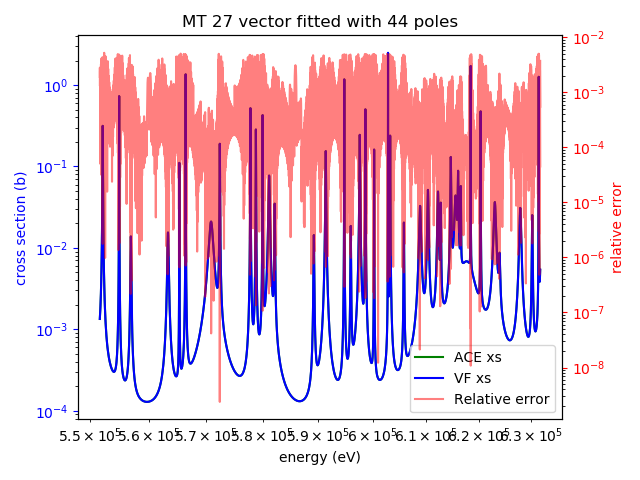 MT 27 vector fitted with 44 poles
cross section (b)
10⁰
10⁻¹
10⁻²
10⁻³
10⁻⁴
10⁻²
10⁻³
10⁻⁴
10⁻⁵
10⁻⁶
10⁻⁷
10⁻⁸
relative error
ACE xs
VF xs
Relative error
5.5 × 10⁵ 5.6 × 10⁵ 5.7 × 10⁵ 5.8 × 10⁵ 5.9 × 10⁵ 6 × 10⁵ 6.1 × 10⁵ 6.2 × 10⁵ 6.3 × 10⁵
energy (eV)